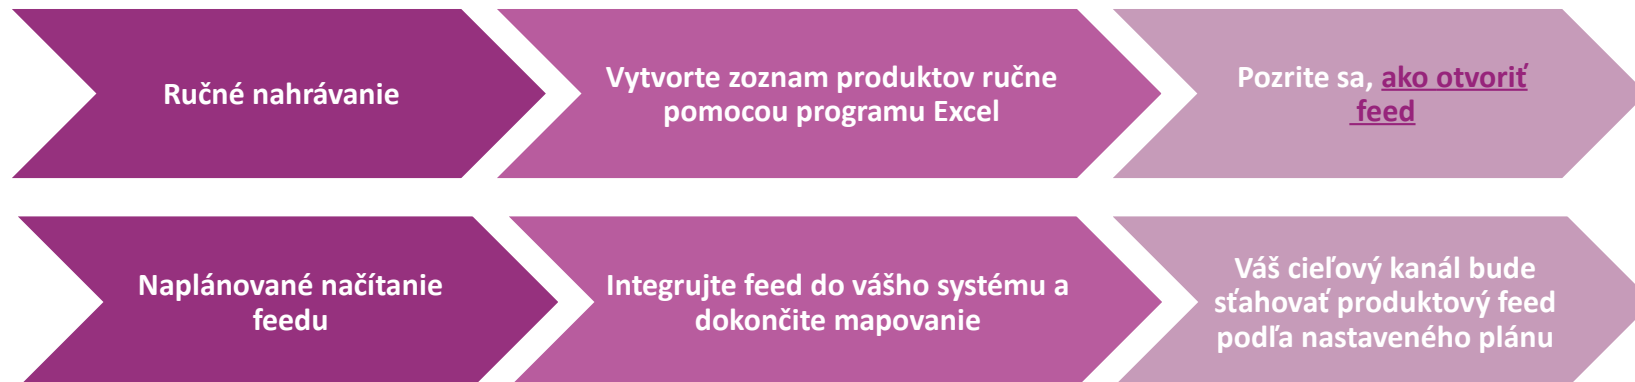 Ručné nahrávanie
Vytvorte zoznam produktov ručne
pomocou programu Excel
Pozrite sa, ako otvoriť
feed
Naplánované načítanie
feedu
Integrujte feed do vášho systému a
dokončite mapovanie
Váš cieľový kanál bude
sťahovať produktový feed
podľa nastaveného plánu